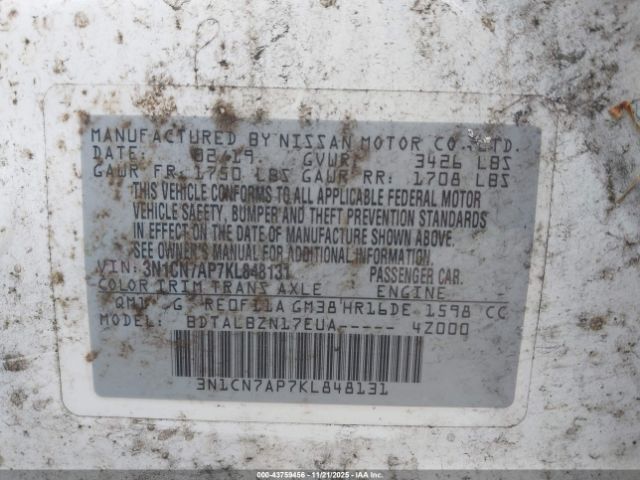 MANUFACTURED BY NISSAN MOTOR CO., LTD.
DATE: 02/19 GVWR: 3426 LBS
GAWR FR: 1750 LBS GAWR RR: 1708 LBS
THIS VEHICLE CONFORMS TO ALL APPLICABLE FEDERAL MOTOR
VEHICLE SAFETY, BUMPER AND THEFT PREVENTION STANDARDS
IN EFFECT ON THE DATE OF MANUFACTURE SHOWN ABOVE.
SEE OWNER'S MANUAL FOR ADDITIONAL INFORMATION
VIN: 3N1CN7AP7KL848131 PASSENGER CAR.
COLOR TRIM TRANS AXLE ENGINE
QM1 G RE0F11A GM38 HR16DE 1598 CC
MODEL: BDTALBZN17EUA----- 4Z000
3N1CN7AP7KL848131
000-43759456 | 11/21/2025 | IAAI.COM